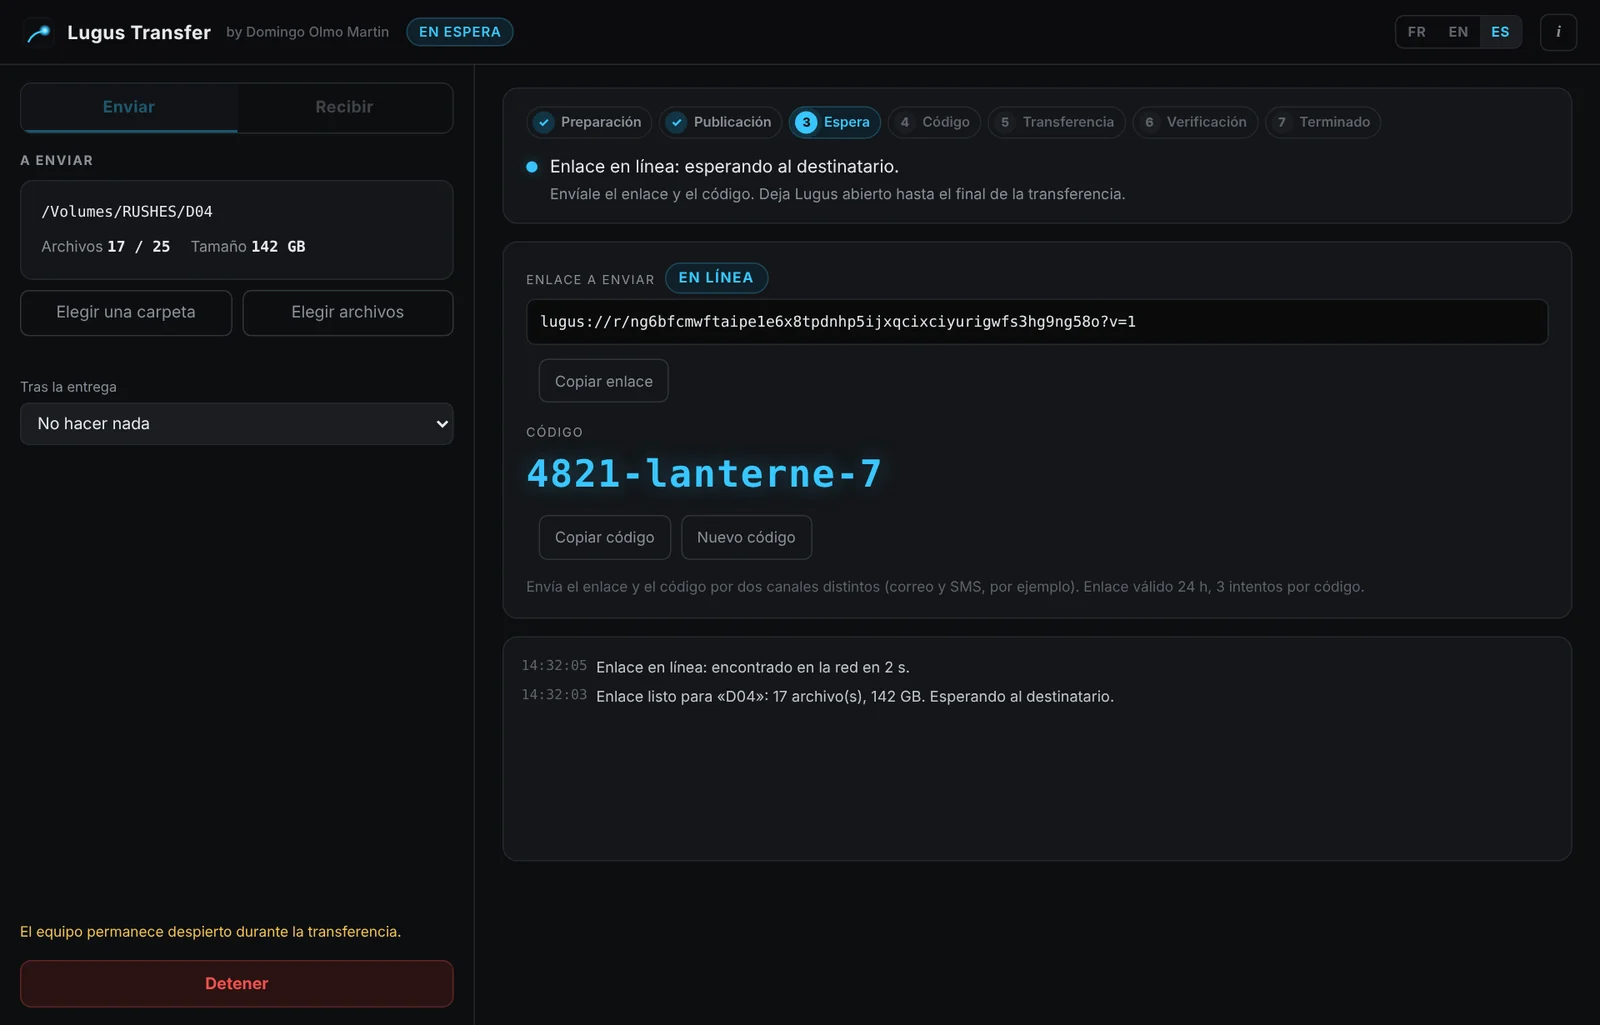 Lugus Transfer by Domingo Olmo Martin EN ESPERA
FR EN ES i
Enviar Recibir
A ENVIAR
/Volumes/RUSHES/D04
Archivos 17 / 25 Tamaño 142 GB
Elegir una carpeta Elegir archivos
Tras la entrega
No hacer nada
El equipo permanece despierto durante la transferencia.
Detener
Preparación Publicación 3 Espera 4 Código 5 Transferencia 6 Verificación 7 Terminado
Enlace en línea: esperando al destinatario.
Envíale el enlace y el código. Deja Lugus abierto hasta el final de la transferencia.
ENLACE A ENVIAR EN LÍNEA
lugus://r/ng6bfcmwftaipe1e6x8tpdnhp5ijxqcixciyurigwfs3hg9ng58o?v=1
Copiar enlace
CÓDIGO
4821-lanterne-7
Copiar código Nuevo código
Envía el enlace y el código por dos canales distintos (correo y SMS, por ejemplo). Enlace válido 24 h, 3 intentos por código.
14:32:05 Enlace en línea: encontrado en la red en 2 s.
14:32:03 Enlace listo para «D04»: 17 archivo(s), 142 GB. Esperando al destinatario.